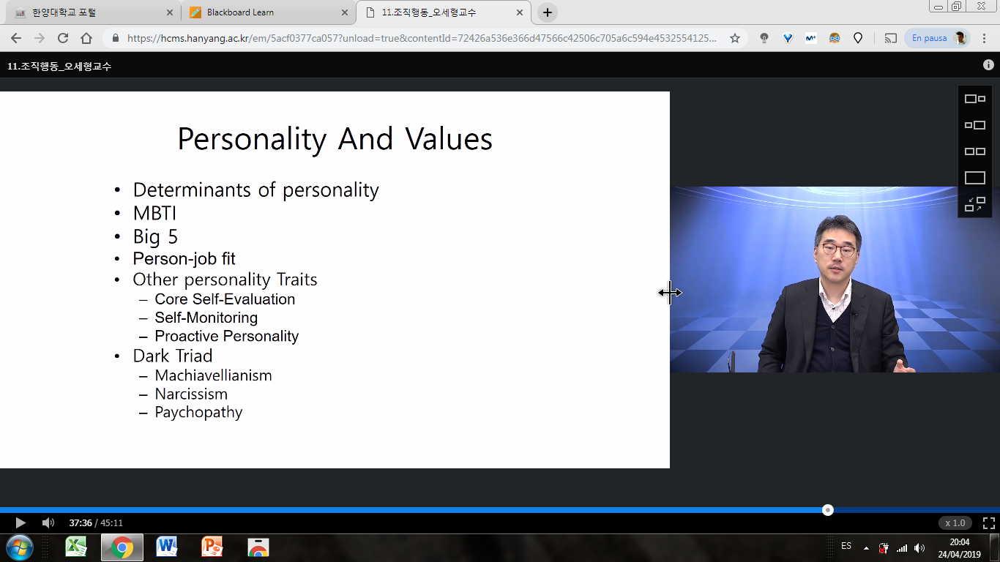 한양대학교 포털
Blackboard Learn
11.조직행동_오세형교수
https://hcms.hanyang.ac.kr/em/5acf0377ca057?unload=true&contentId=72426a536e366d47566c42506c705a6c594e4532554125...
En pausa
11.조직행동_오세형교수
Personality And Values
• Determinants of personality
• MBTI
• Big 5
• Person-job fit
• Other personality Traits
– Core Self-Evaluation
– Self-Monitoring
– Proactive Personality
• Dark Triad
– Machiavellianism
– Narcissism
– Paychopathy
37:36 / 45:11
x 1.0
ES
20:04
24/04/2019